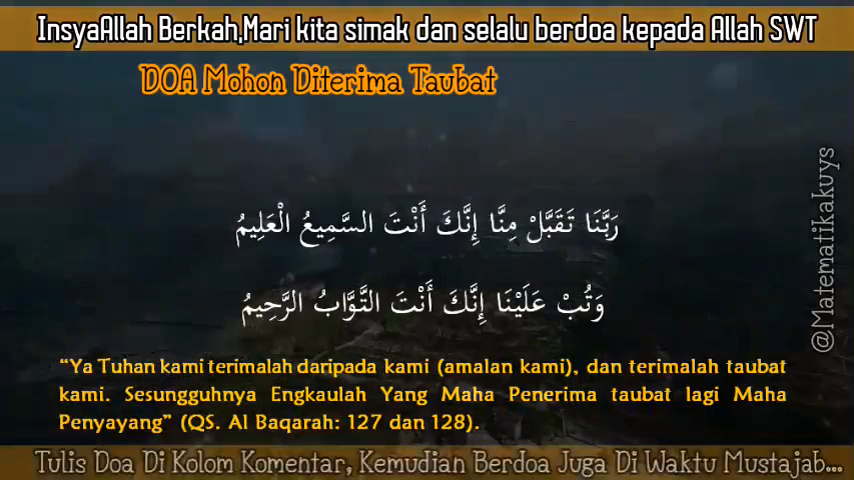 InsyaAllah Berkah,Mari kita simak dan selalu berdoa kepada Allah SWT
DOA Mohon Diterima Taubat
رَبَّنَا تَقَبَّلْ مِنَّا إِنَّكَ أَنْتَ السَّمِيعُ الْعَلِيمُ
وَتُبْ عَلَيْنَا إِنَّكَ أَنْتَ التَّوَّابُ الرَّحِيمُ
“Ya Tuhan kami terimalah daripada kami (amalan kami), dan terimalah taubat
kami. Sesungguhnya Engkaulah Yang Maha Penerima taubat lagi Maha
Penyayang” (QS. Al Baqarah: 127 dan 128).
@Matematikakuys
Tulis Doa Di Kolom Komentar, Kemudian Berdoa Juga Di Waktu Mustajab...